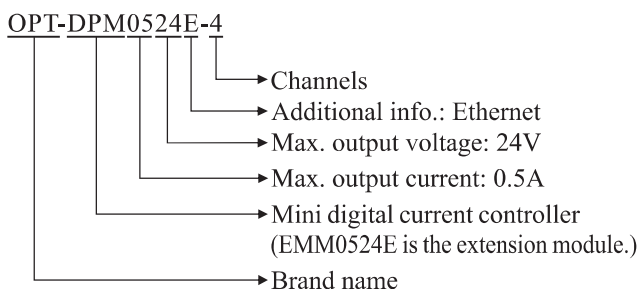 OPT-DPM0524E-4
Channels
Additional info.: Ethernet
Max. output voltage: 24V
Max. output current: 0.5A
Mini digital current controller
(EMM0524E is the extension module.)
Brand name